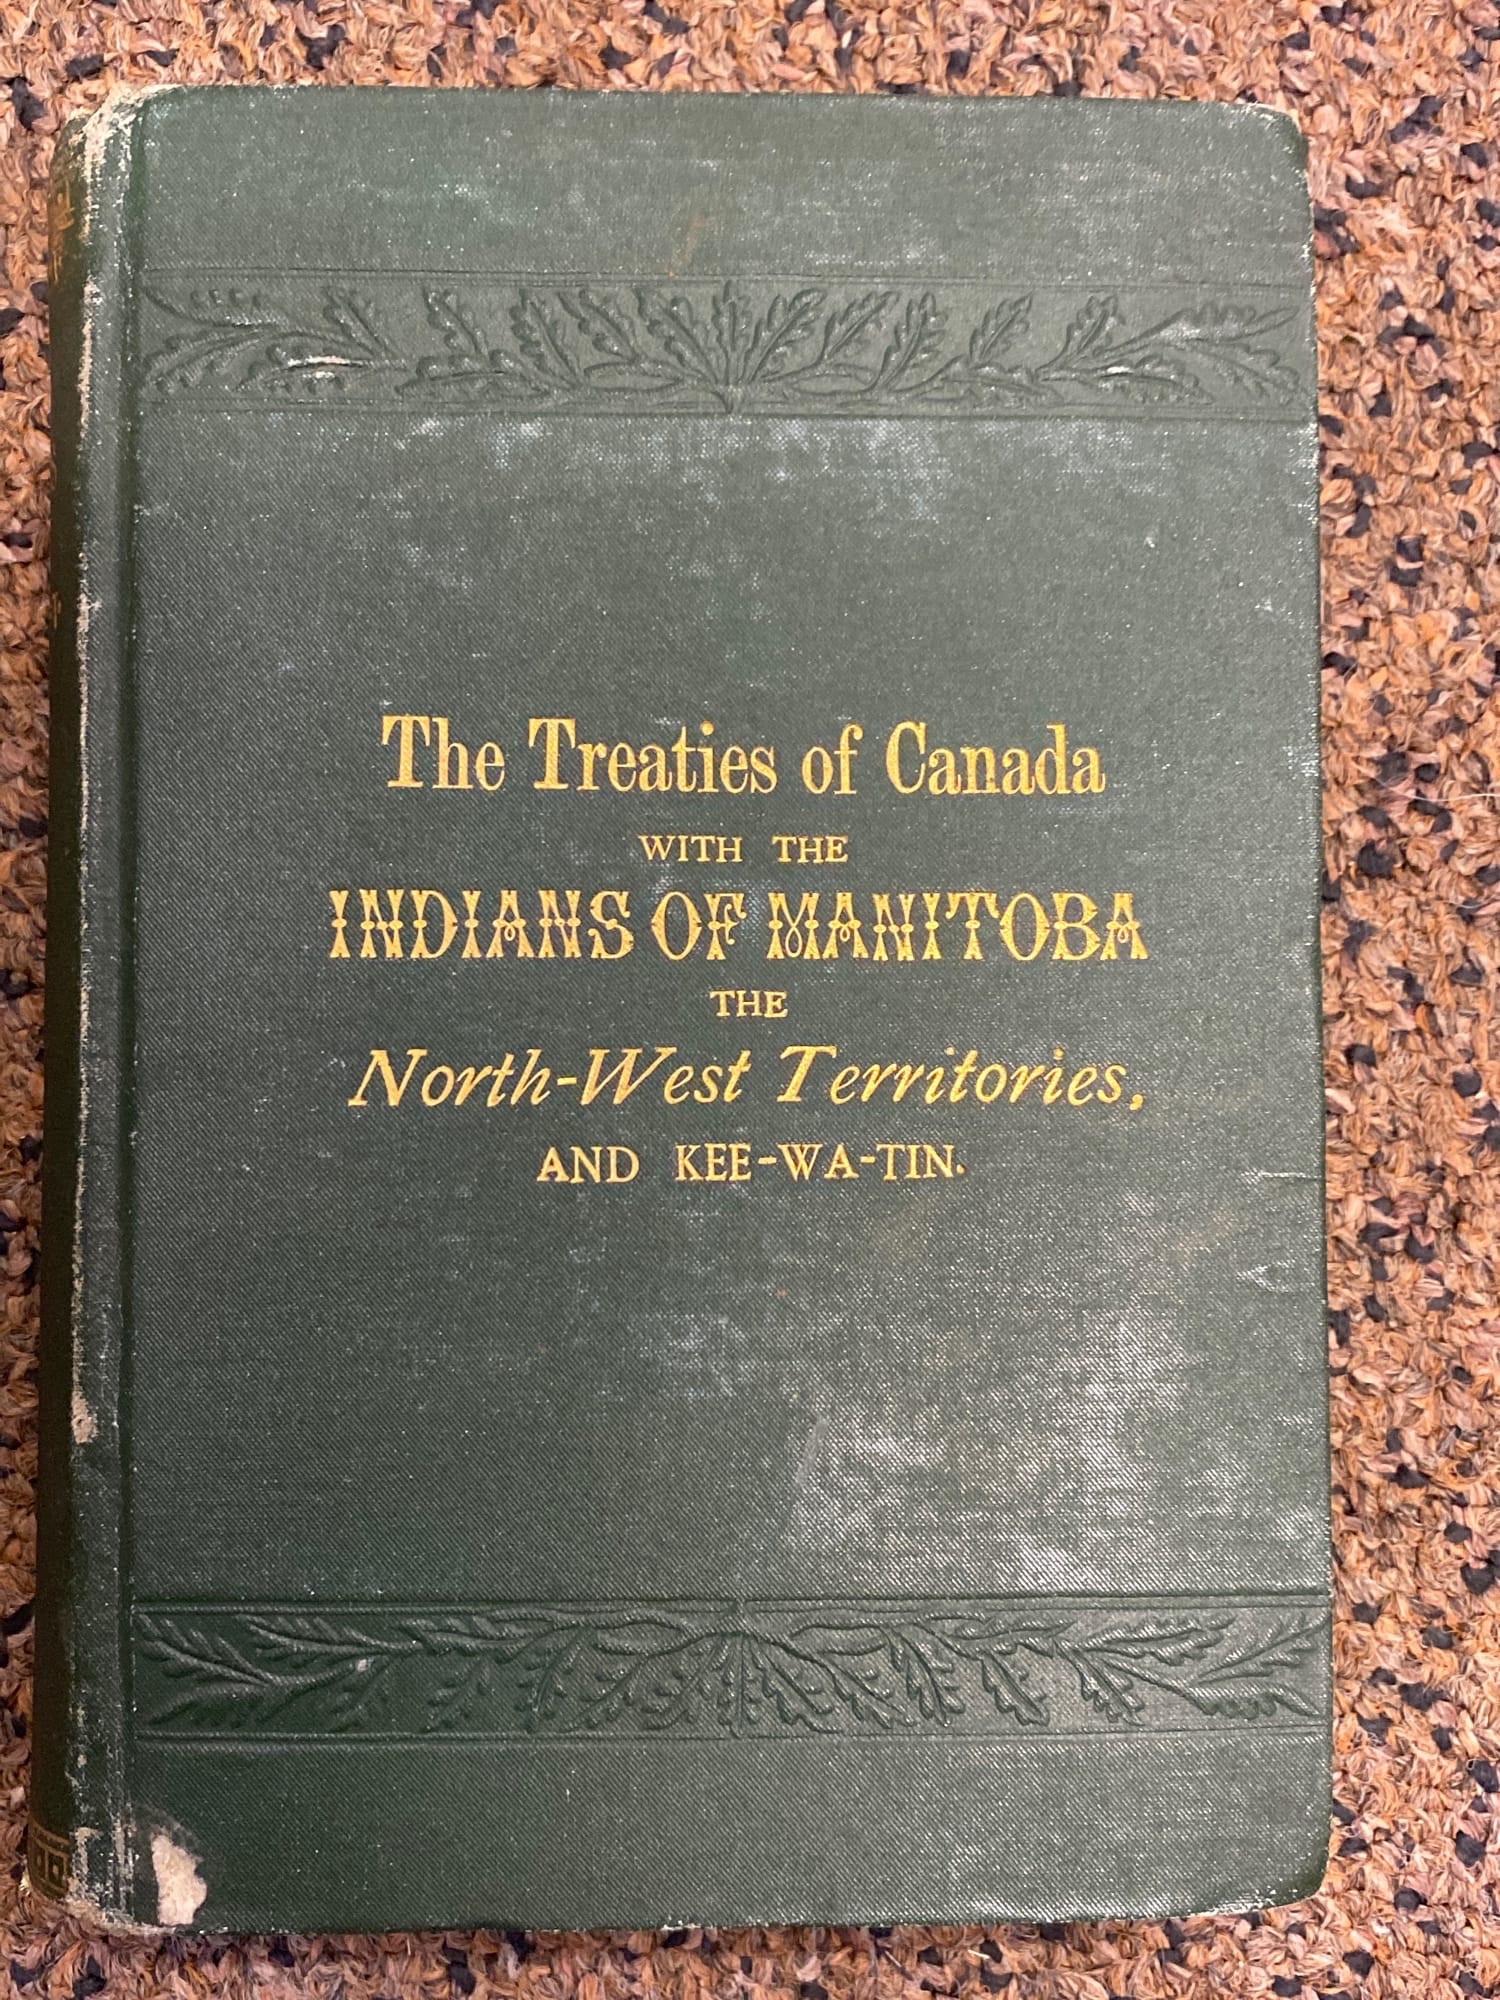 The Treaties of Canada
WITH THE
INDIANS OF MANITOBA
THE
North-West Territories,
AND KEE-WA-TIN.